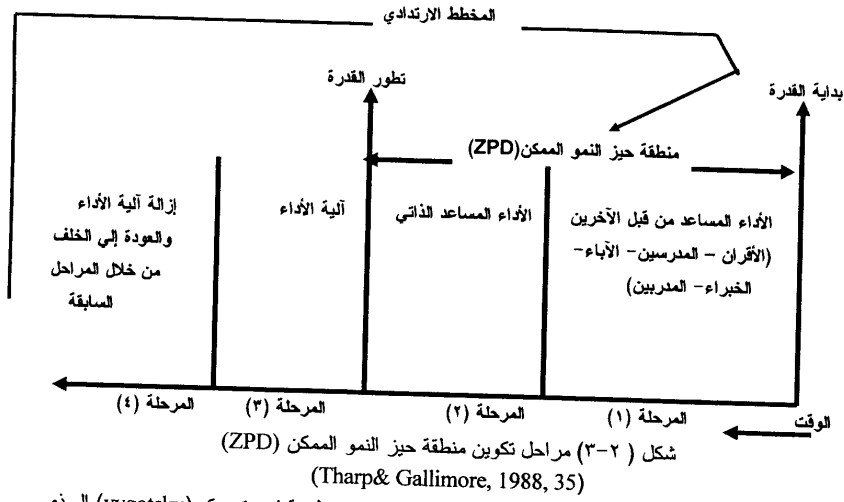 المخطط الارتدادي
بداية القدرة
تطور القدرة
منطقة حيز النمو الممكن(ZPD)
الأداء المساعد من قبل الآخرين
(الأقران – المدرسين– الآباء–
الخبراء– المدربين)
الأداء المساعد الذاتي
آلية الأداء
إزالة آلية الأداء
والعودة إلي الخلف
من خلال المراحل
السابقة
الوقت
المرحلة (١)
المرحلة (٢)
المرحلة (٣)
المرحلة (٤)
شكل ( ٢-٣) مراحل تكوين منطقة حيز النمو الممكن (ZPD)
(Tharp& Gallimore, 1988, 35)
(vygotsky)